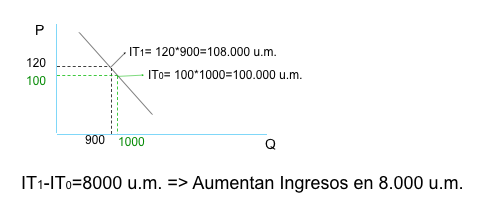 P
IT1= 120*900=108.000 u.m.
120
IT0= 100*1000=100.000 u.m.
100
900
1000
Q
IT1-IT0=8000 u.m. => Aumentan Ingresos en 8.000 u.m.